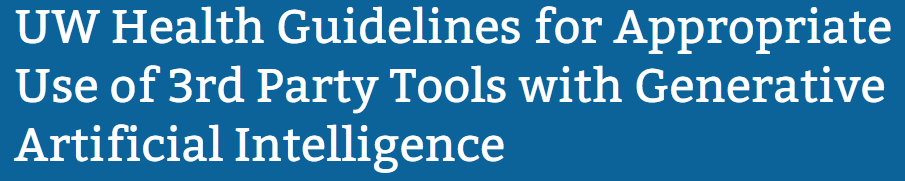 UW Health Guidelines for Appropriate
Use of 3rd Party Tools with Generative
Artificial Intelligence